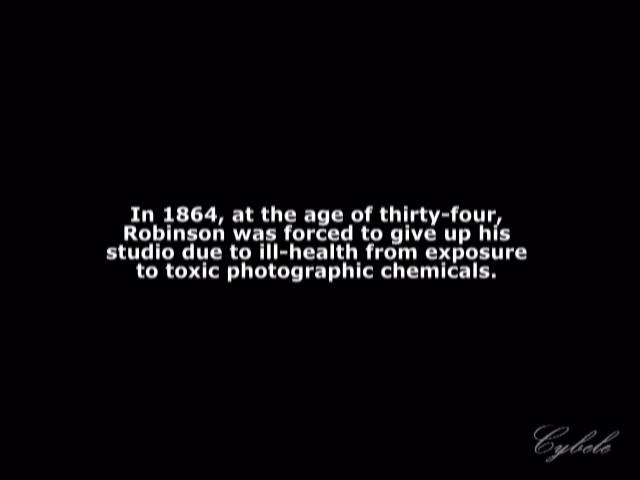 In 1864, at the age of thirty-four,
Robinson was forced to give up his
studio due to ill-health from exposure
to toxic photographic chemicals.
Cybele